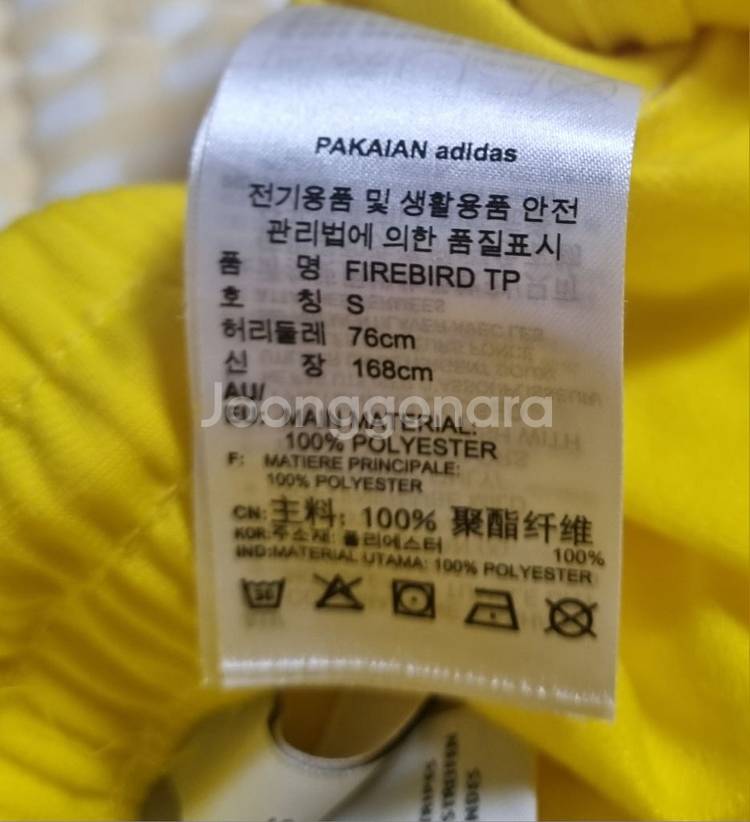 PAKAIAN adidas
전기용품 및 생활용품 안전
관리법에 의한 품질표시
품 명 FIREBIRD TP
호 칭 S
허리둘레 76cm
신 장 168cm
AU/
Joonggonara
MAIN MATERIAL:
100% POLYESTER
F: MATIERE PRINCIPALE:
100% POLYESTER
CN: 主料: 100% 聚酯纤维
KOR: 주소재: 폴리에스터 100%
IND: MATERIAL UTAMA: 100% POLYESTER